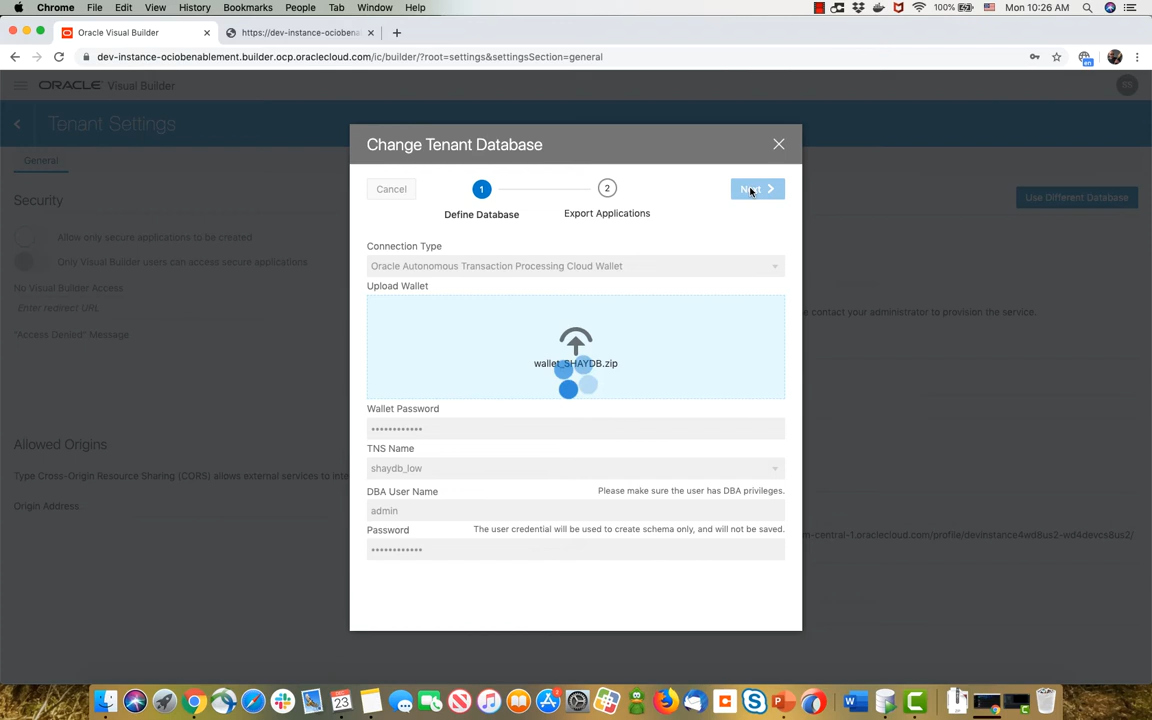 Chrome File Edit View History Bookmarks People Tab Window Help 100% Mon 10:26 AM
Oracle Visual Builder https://dev-instance-ociobena
dev-instance-ociobenablement.builder.ocp.oraclecloud.com/ic/builder/?root=settings&settingsSection=general
ORACLE Visual Builder
Tenant Settings
General
Security
Use Different Database
Allow only secure applications to be created
Only Visual Builder users can access secure applications
No Visual Builder Access
Enter redirect URL
e contact your administrator to provision the service.
"Access Denied" Message
Allowed Origins
Type Cross-Origin Resource Sharing (CORS) allows external services to inte
Origin Address
m-central-1.oraclecloud.com/profile/devinstance4wd8us2-wd4devcs8us2/
Change Tenant Database
Cancel 1 2 Next
Define Database Export Applications
Connection Type
Oracle Autonomous Transaction Processing Cloud Wallet
Upload Wallet
wallet_SHAYDB.zip
Wallet Password
••••••••••••
TNS Name
shaydb_low
DBA User Name Please make sure the user has DBA privileges.
admin
Password The user credential will be used to create schema only, and will not be saved.
••••••••••••